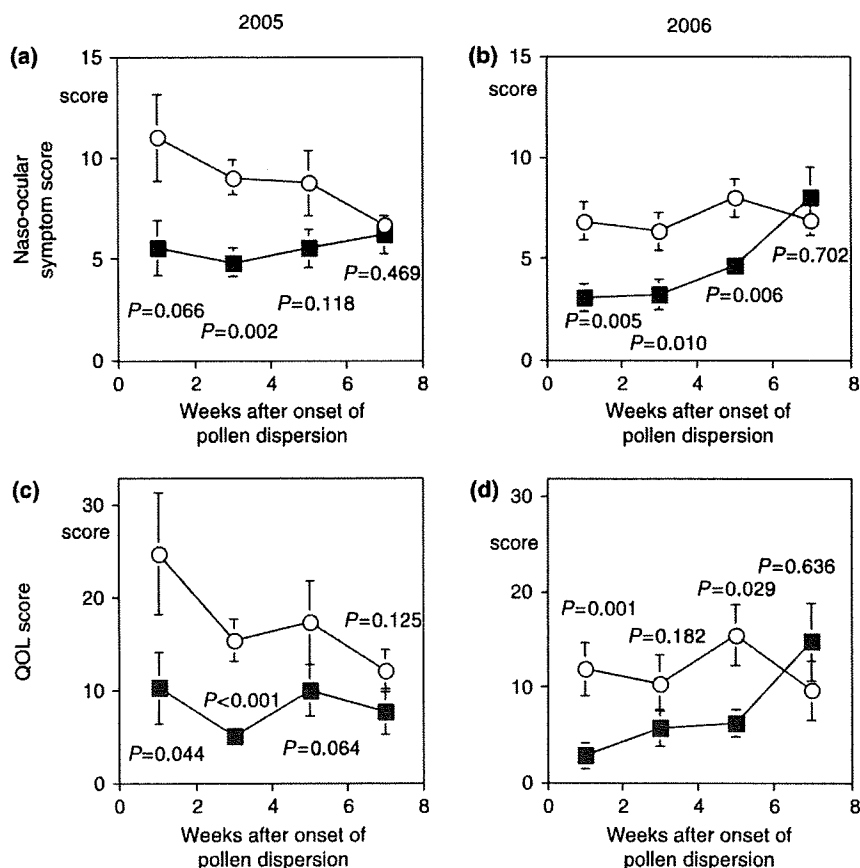 2005
2006
(a)
15
score
10
5
0
Naso-ocular
symptom score
P=0.066
P=0.002
P=0.118
P=0.469
0 2 4 6 8
Weeks after onset of
pollen dispersion
(b)
15
score
10
5
0
P=0.005
P=0.010
P=0.006
P=0.702
0 2 4 6 8
Weeks after onset of
pollen dispersion
(c)
30
score
20
10
0
QOL score
P=0.044
P<0.001
P=0.064
P=0.125
0 2 4 6 8
Weeks after onset of
pollen dispersion
(d)
30
score
20
10
0
P=0.001
P=0.182
P=0.029
P=0.636
0 2 4 6 8
Weeks after onset of
pollen dispersion